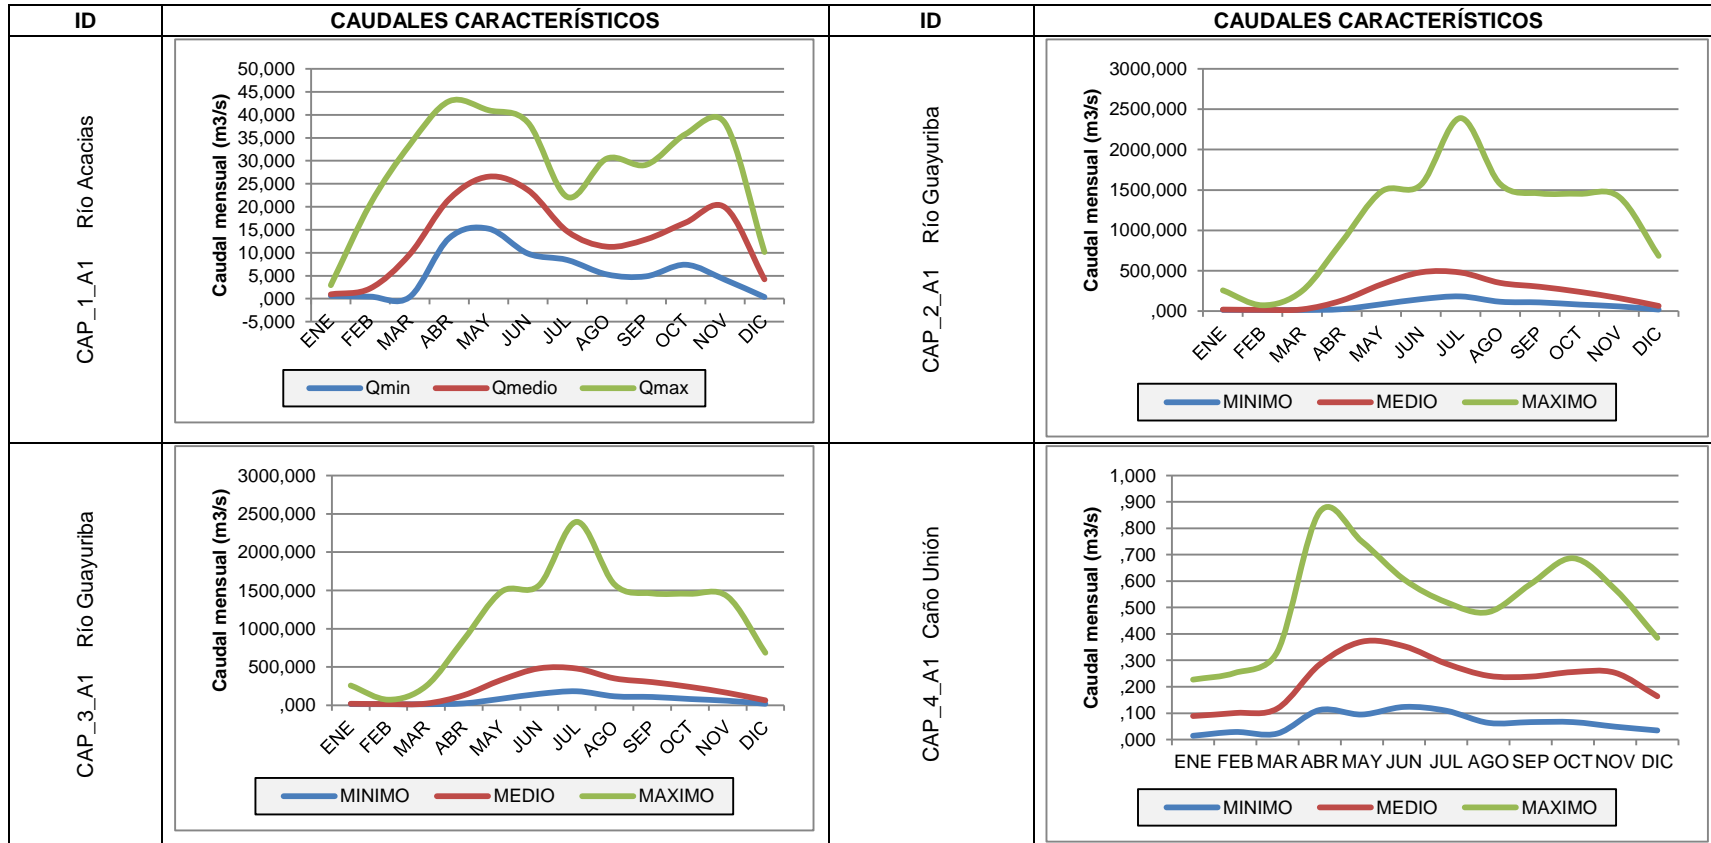 ID
CAUDALES CARACTERÍSTICOS
ID
CAUDALES CARACTERÍSTICOS
CAP_1_A1 Río Acacias
Caudal mensual (m3/s)
50,000
45,000
40,000
35,000
30,000
25,000
20,000
15,000
10,000
5,000
,000
-5,000
ENE
FEB
MAR
ABR
MAY
JUN
JUL
AGO
SEP
OCT
NOV
DIC
Qmin
Qmedio
Qmax
CAP_2_A1 Río Guayuriba
Caudal mensual (m3/s)
3000,000
2500,000
2000,000
1500,000
1000,000
500,000
,000
ENE
FEB
MAR
ABR
MAY
JUN
JUL
AGO
SEP
OCT
NOV
DIC
MINIMO
MEDIO
MAXIMO
CAP_3_A1 Río Guayuriba
Caudal mensual (m3/s)
3000,000
2500,000
2000,000
1500,000
1000,000
500,000
,000
ENE
FEB
MAR
ABR
MAY
JUN
JUL
AGO
SEP
OCT
NOV
DIC
MINIMO
MEDIO
MAXIMO
CAP_4_A1 Caño Unión
Caudal mensual (m3/s)
1,000
,900
,800
,700
,600
,500
,400
,300
,200
,100
,000
ENE FEB MAR ABR MAY JUN JUL AGO SEP OCT NOV DIC
MINIMO
MEDIO
MAXIMO